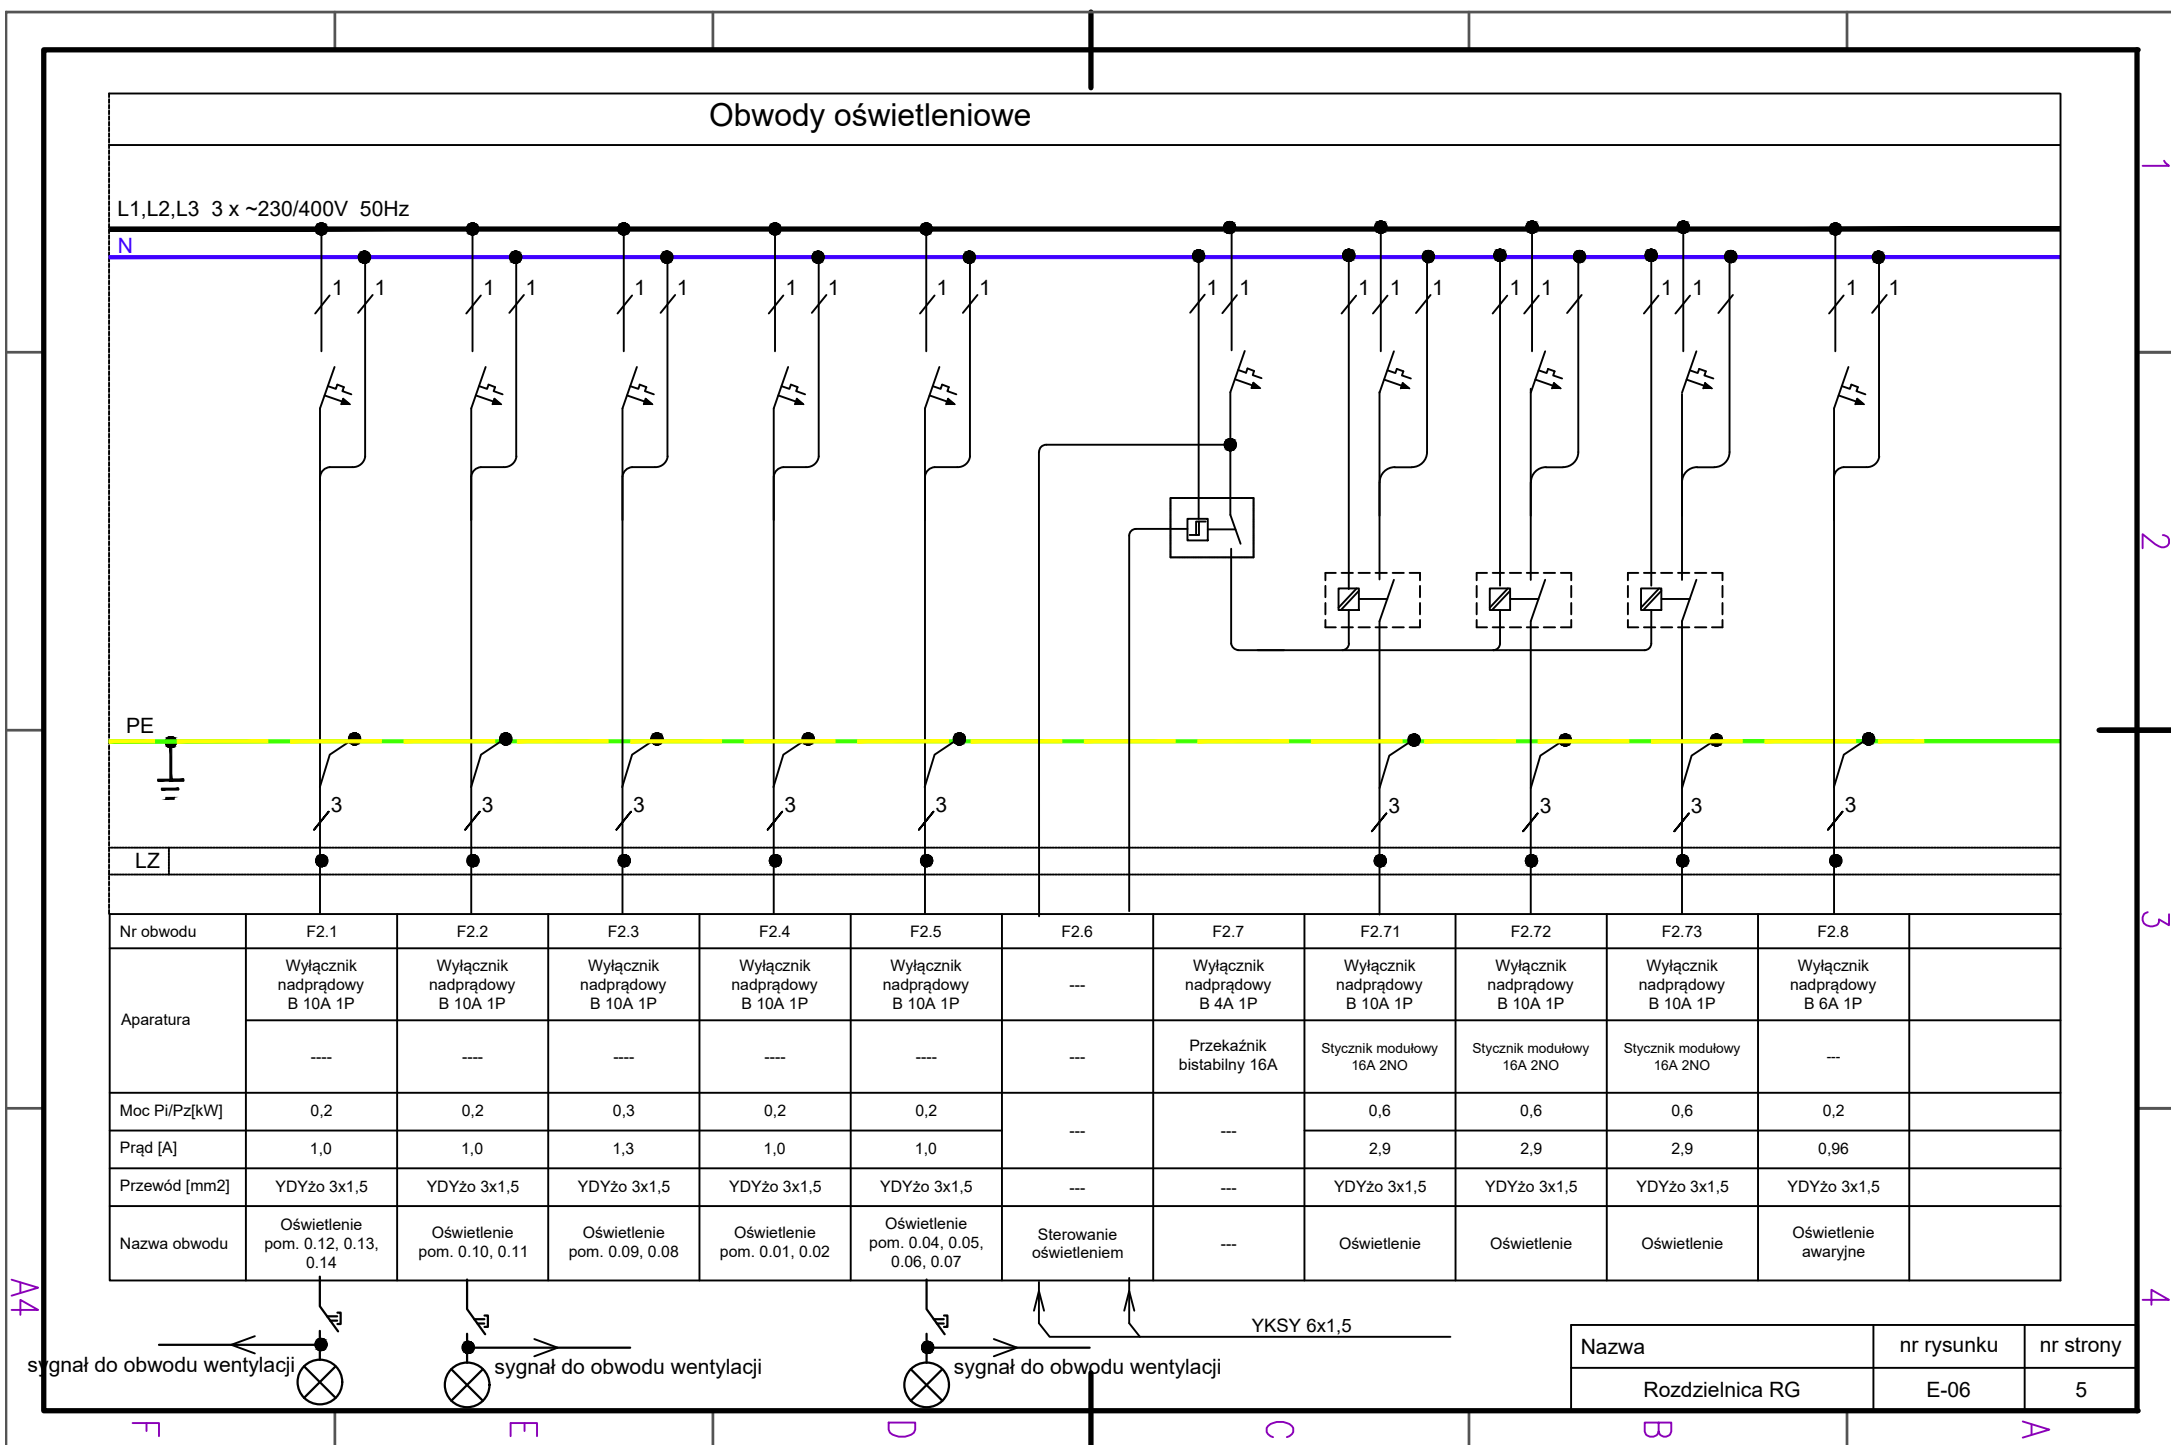 Obwody oświetleniowe
L1,L2,L3 3 x ~230/400V 50Hz
N
1 1 1 1 1 1 1 1 1 1 1 1 1 1 1 1 1 1 1 1 1
PE
3 3 3 3 3 3 3 3 3
LZ
Nr obwodu F2.1 F2.2 F2.3 F2.4 F2.5 F2.6 F2.7 F2.71 F2.72 F2.73 F2.8
Aparatura
Wyłącznik nadprądowy B 10A 1P
Wyłącznik nadprądowy B 10A 1P
Wyłącznik nadprądowy B 10A 1P
Wyłącznik nadprądowy B 10A 1P
Wyłącznik nadprądowy B 10A 1P
---
Wyłącznik nadprądowy B 4A 1P
Wyłącznik nadprądowy B 10A 1P
Wyłącznik nadprądowy B 10A 1P
Wyłącznik nadprądowy B 10A 1P
Wyłącznik nadprądowy B 6A 1P
---- ---- ---- ---- ---- ---
Przekaźnik bistabilny 16A
Stycznik modułowy 16A 2NO
Stycznik modułowy 16A 2NO
Stycznik modułowy 16A 2NO
---
Moc Pi/Pz[kW] 0,2 0,2 0,3 0,2 0,2 --- --- 0,6 0,6 0,6 0,2
Prąd [A] 1,0 1,0 1,3 1,0 1,0 2,9 2,9 2,9 0,96
Przewód [mm2] YDYżo 3x1,5 YDYżo 3x1,5 YDYżo 3x1,5 YDYżo 3x1,5 YDYżo 3x1,5 --- --- YDYżo 3x1,5 YDYżo 3x1,5 YDYżo 3x1,5 YDYżo 3x1,5
Nazwa obwodu
Oświetlenie pom. 0.12, 0.13, 0.14
Oświetlenie pom. 0.10, 0.11
Oświetlenie pom. 0.09, 0.08
Oświetlenie pom. 0.01, 0.02
Oświetlenie pom. 0.04, 0.05, 0.06, 0.07
Sterowanie oświetleniem
---
Oświetlenie
Oświetlenie
Oświetlenie
Oświetlenie awaryjne
sygnał do obwodu wentylacji
sygnał do obwodu wentylacji
sygnał do obwodu wentylacji
YKSY 6x1,5
Nazwa nr rysunku nr strony
Rozdzielnica RG E-06 5
1
2
3
4
A4
F E D C B A